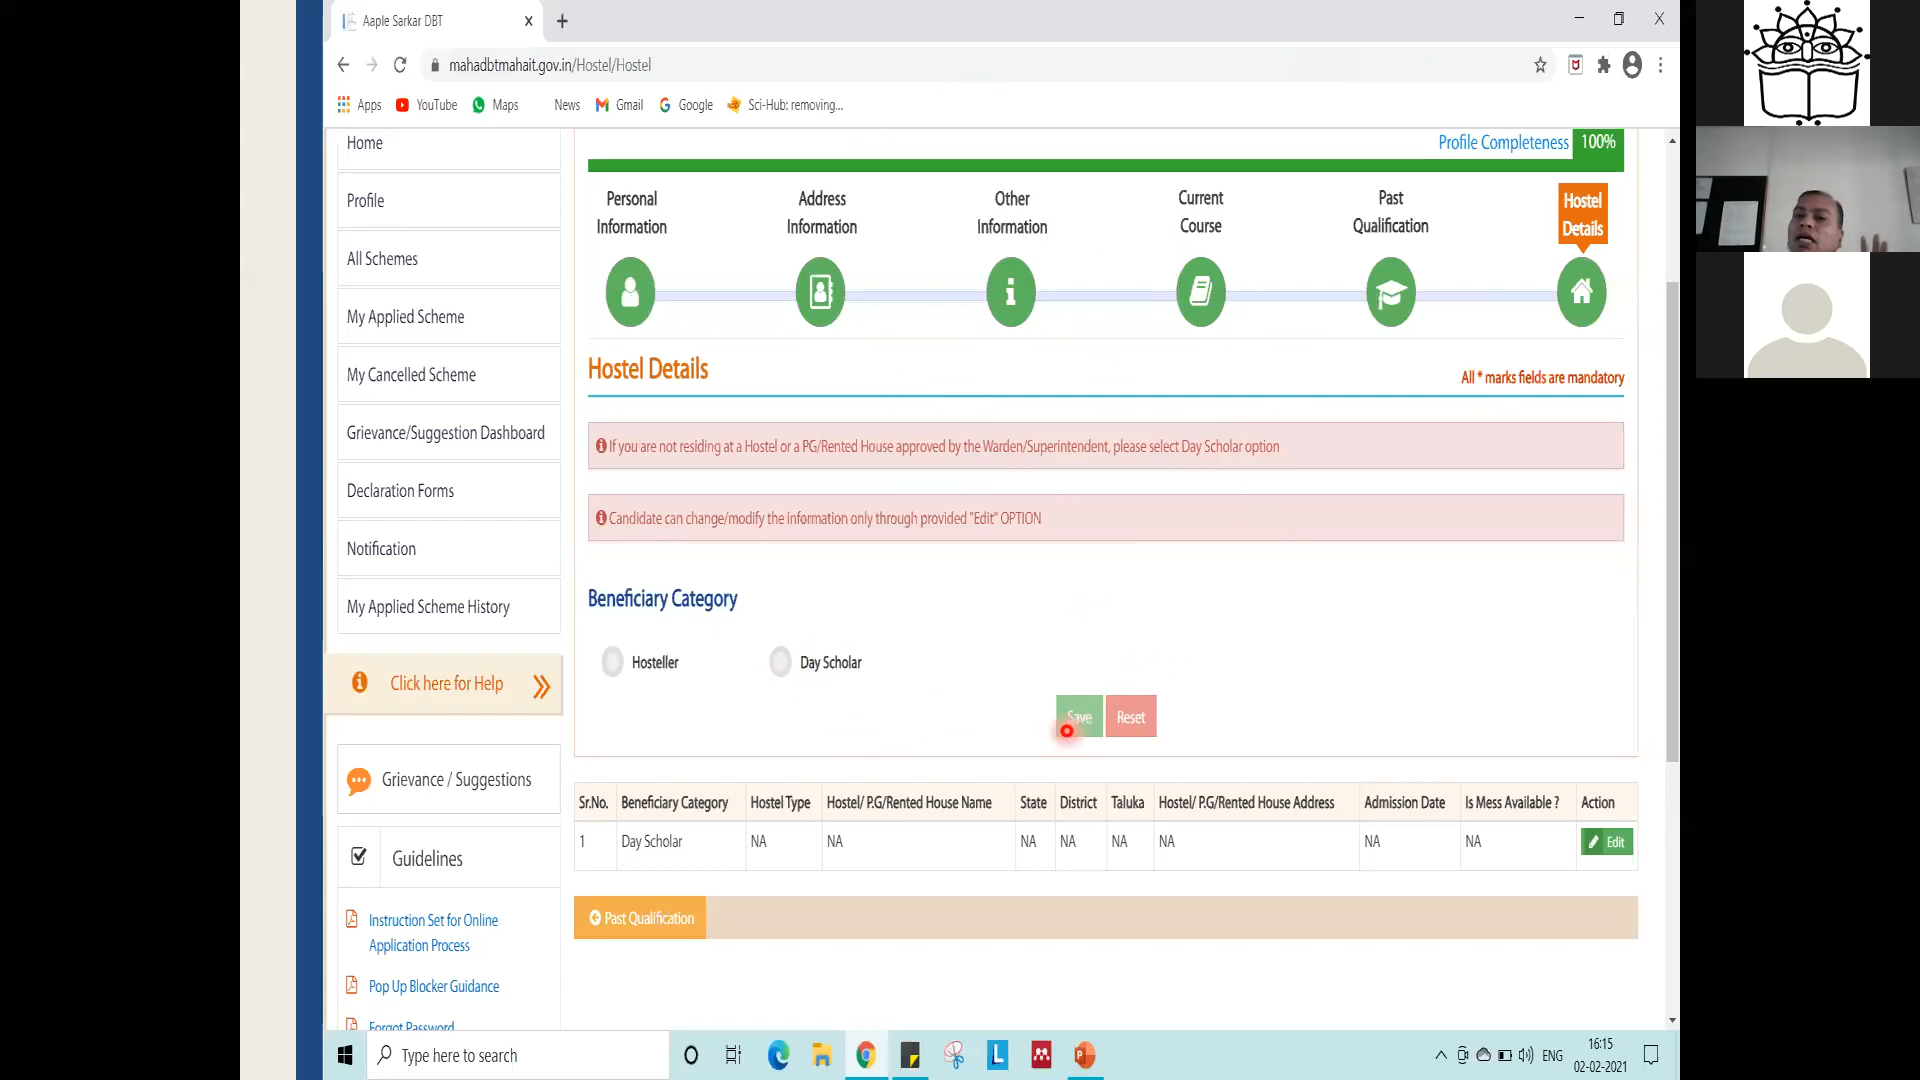 Aaple Sarkar DBT
mahadbtmahait.gov.in/Hostel/Hostel
Apps YouTube Maps News Gmail Google Sci-Hub: removing...
Home
Profile
All Schemes
My Applied Scheme
My Cancelled Scheme
Grievance/Suggestion Dashboard
Declaration Forms
Notification
My Applied Scheme History
Click here for Help
Grievance / Suggestions
Guidelines
Instruction Set for Online
Application Process
Pop Up Blocker Guidance
Forgot Password
Profile Completeness 100%
Personal
Information
Address
Information
Other
Information
Current
Course
Past
Qualification
Hostel
Details
Hostel Details
All * marks fields are mandatory
If you are not residing at a Hostel or a PG/Rented House approved by the Warden/Superintendent, please select Day Scholar option
Candidate can change/modify the information only through provided "Edit" OPTION
Beneficiary Category
Hosteller Day Scholar
Save Reset
Sr.No. Beneficiary Category Hostel Type Hostel/ P.G/Rented House Name State District Taluka Hostel/ P.G/Rented House Address Admission Date Is Mess Available ? Action
1 Day Scholar NA NA NA NA NA NA NA NA Edit
Past Qualification
Type here to search
ENG
16:15
02-02-2021